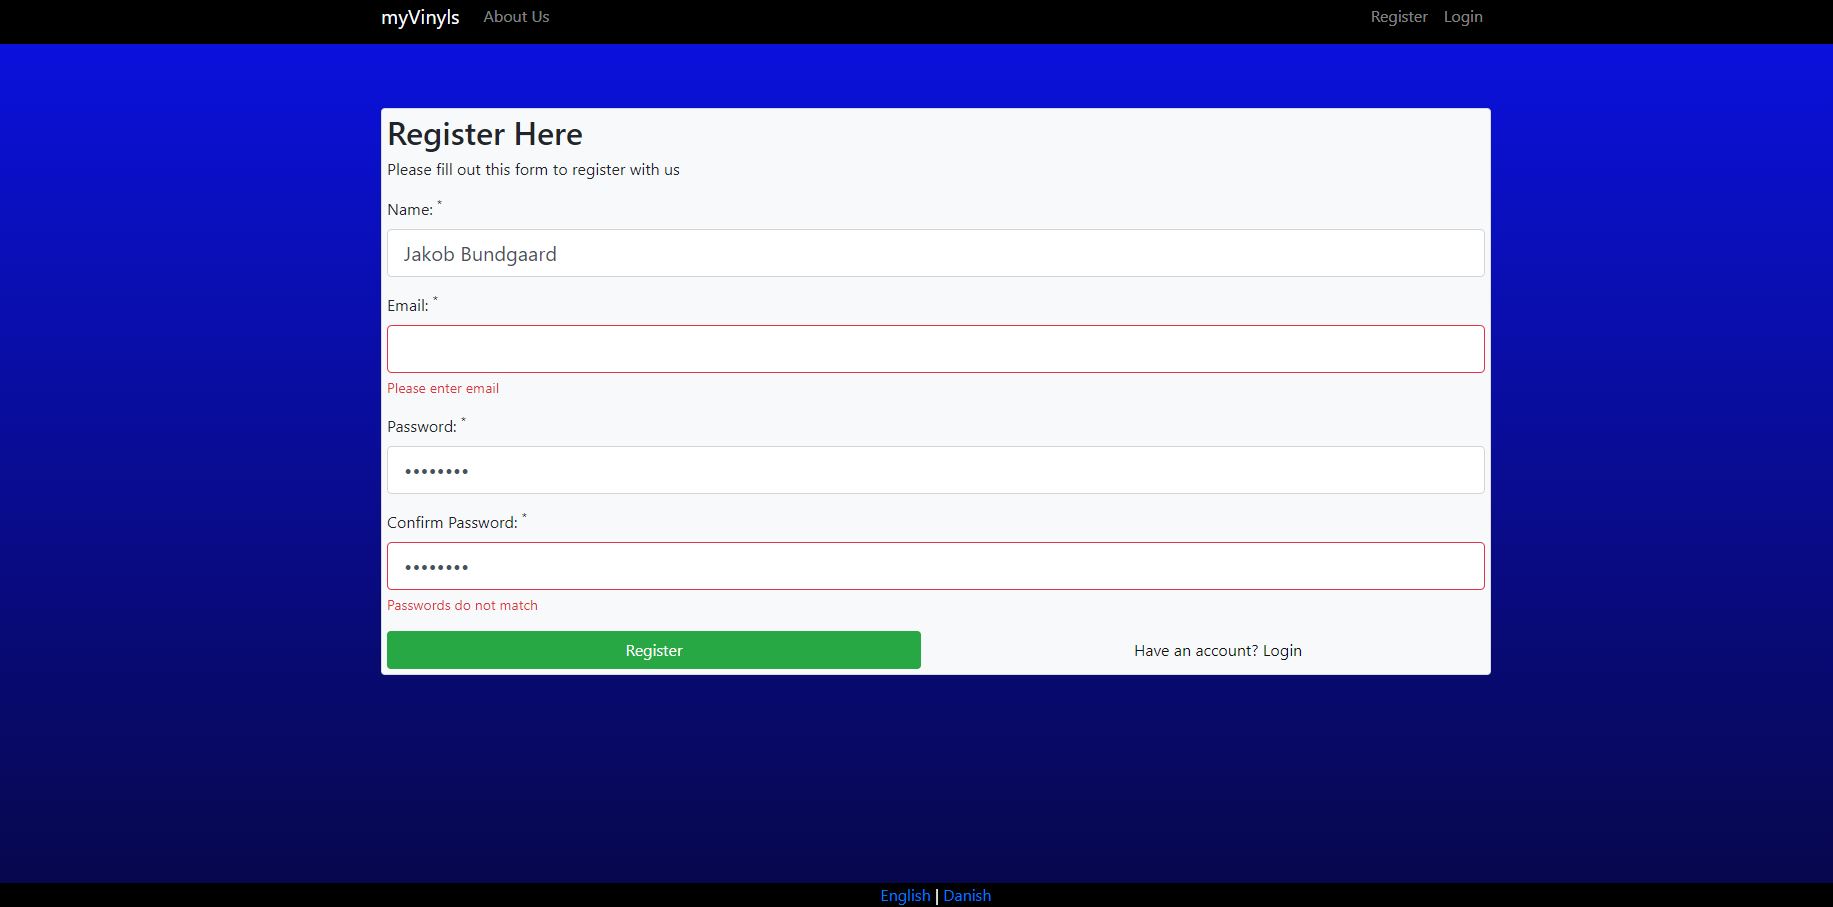 myVinyls About Us Register Login
Register Here
Please fill out this form to register with us
Name: *
Jakob Bundgaard
Email: *
Please enter email
Password: *
••••••••
Confirm Password: *
••••••••
Passwords do not match
Register Have an account? Login
English | Danish